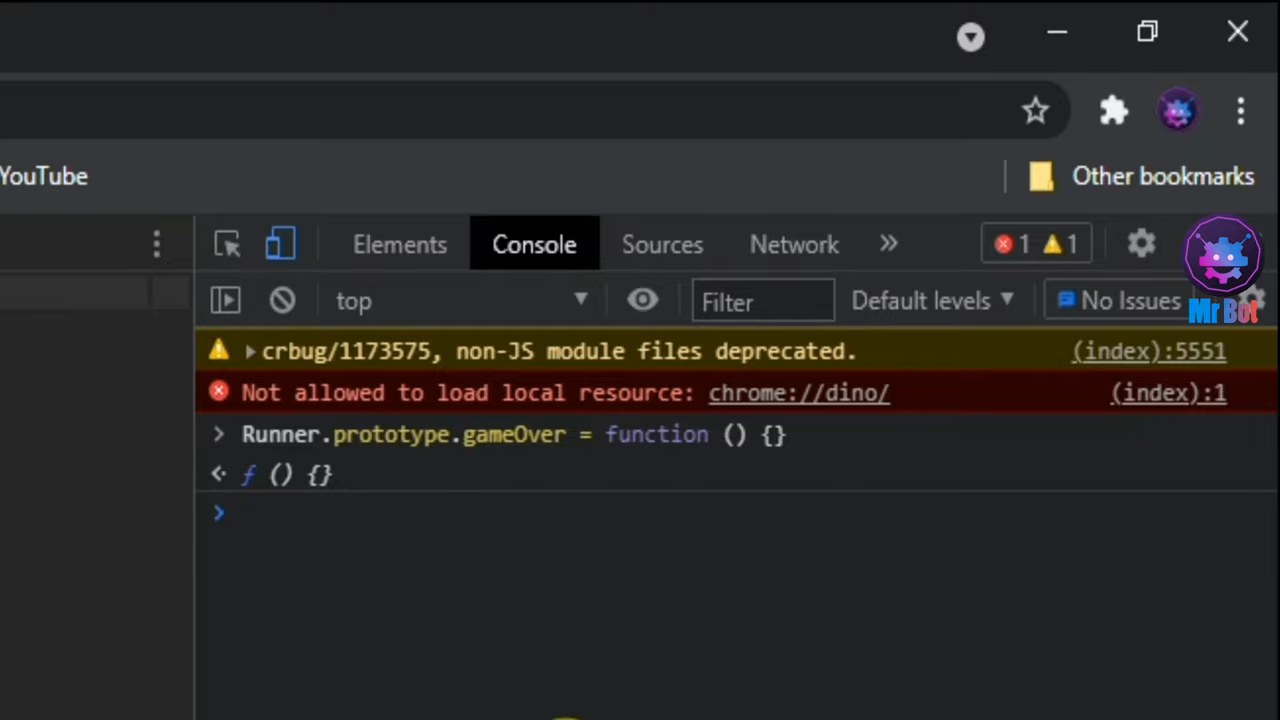 YouTube
Other bookmarks
Elements Console Sources Network » 1 1
top Filter Default levels No Issues
Mr Bot
crbug/1173575, non-JS module files deprecated. (index):5551
Not allowed to load local resource: chrome://dino/ (index):1
> Runner.prototype.gameOver = function () {}
f () {}
>